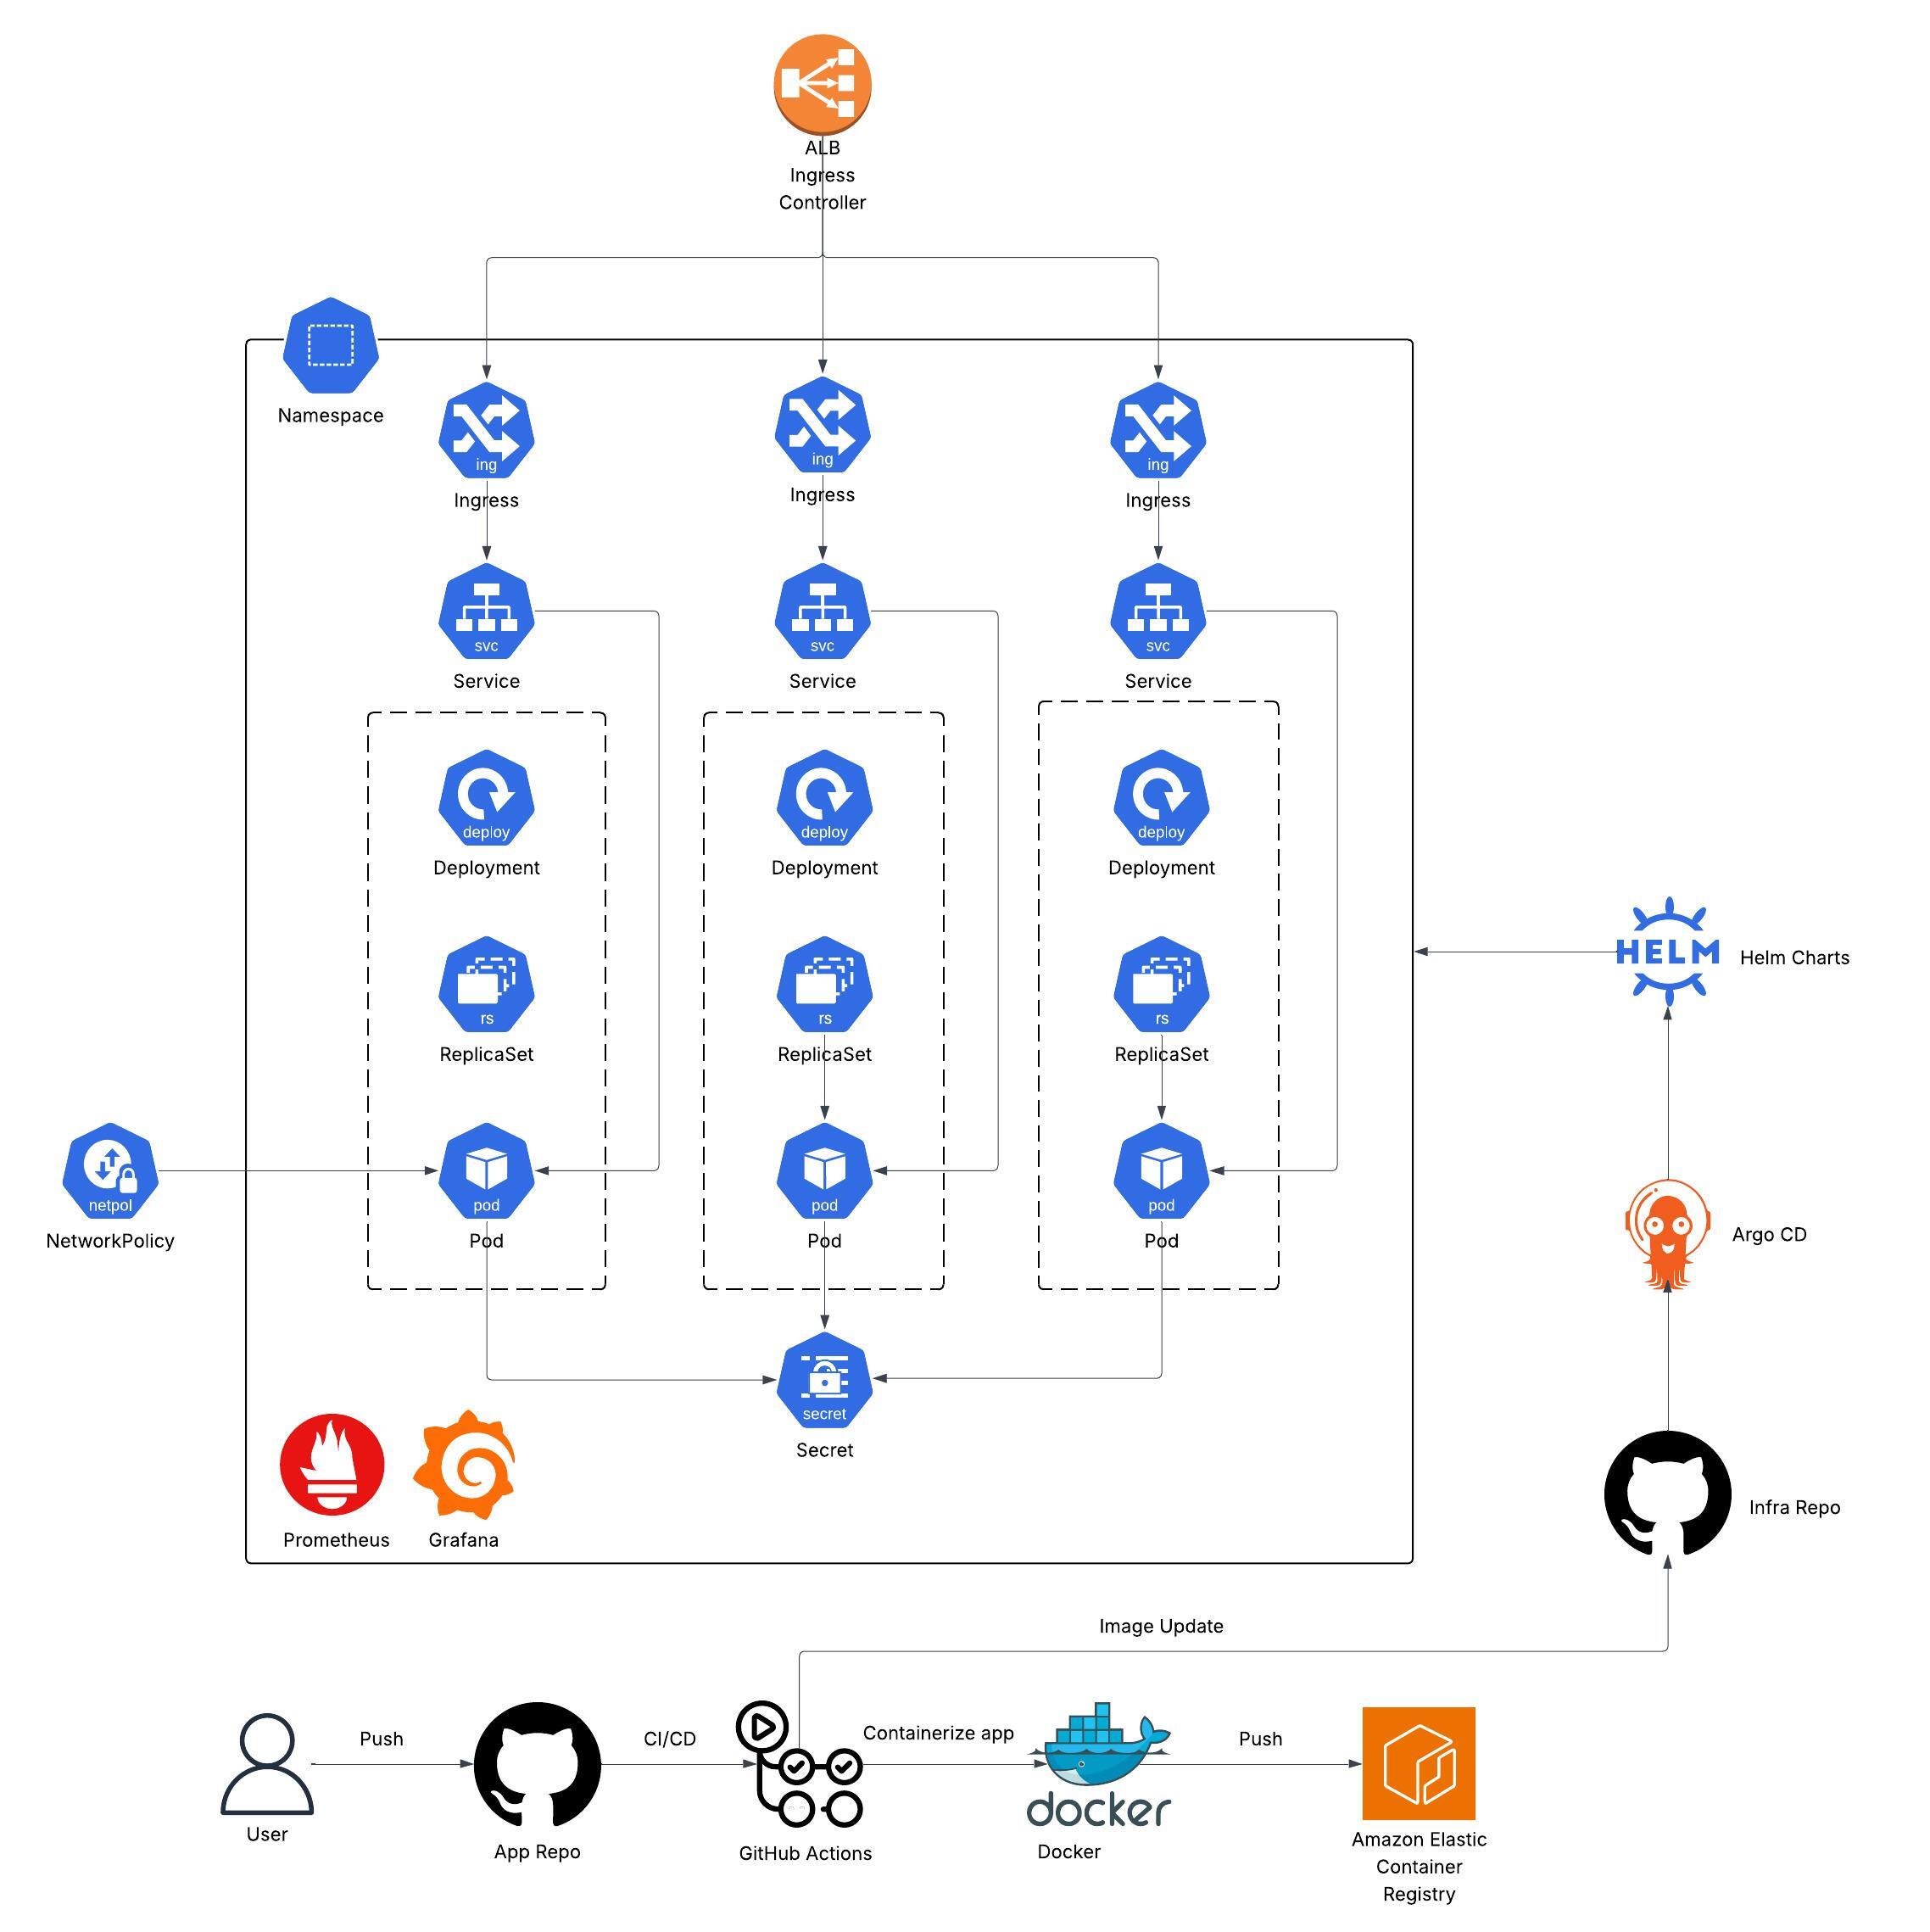 ALB
Ingress
Controller
Namespace
ing
Ingress
ing
Ingress
ing
Ingress
svc
Service
svc
Service
svc
Service
deploy
Deployment
deploy
Deployment
deploy
Deployment
HELM
Helm Charts
rs
ReplicaSet
rs
ReplicaSet
rs
ReplicaSet
netpol
NetworkPolicy
pod
Pod
pod
Pod
pod
Pod
Argo CD
secret
Secret
Prometheus
Grafana
Infra Repo
Image Update
User
Push
App Repo
CI/CD
GitHub Actions
Containerize app
docker
Docker
Push
Amazon Elastic
Container
Registry